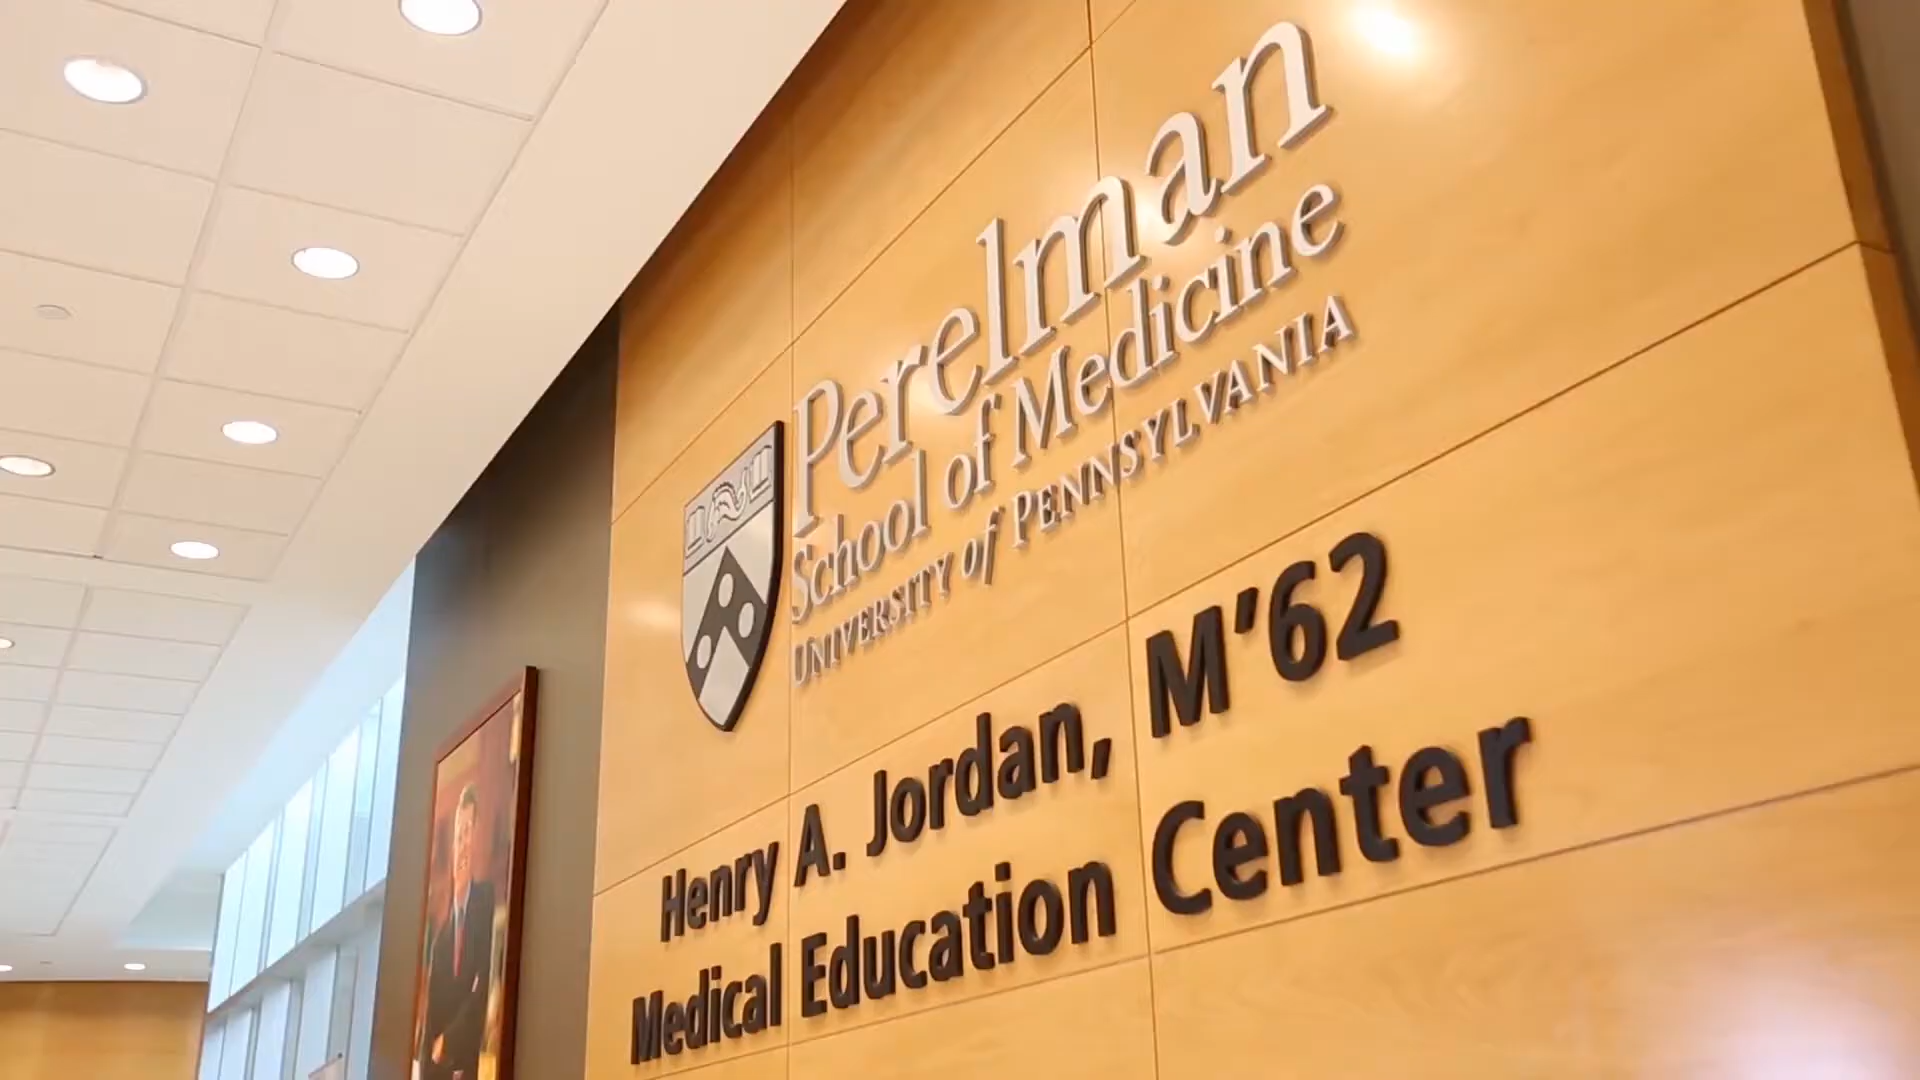 Perelman
School of Medicine
UNIVERSITY of PENNSYLVANIA
Henry A. Jordan, M’62
Medical Education Center